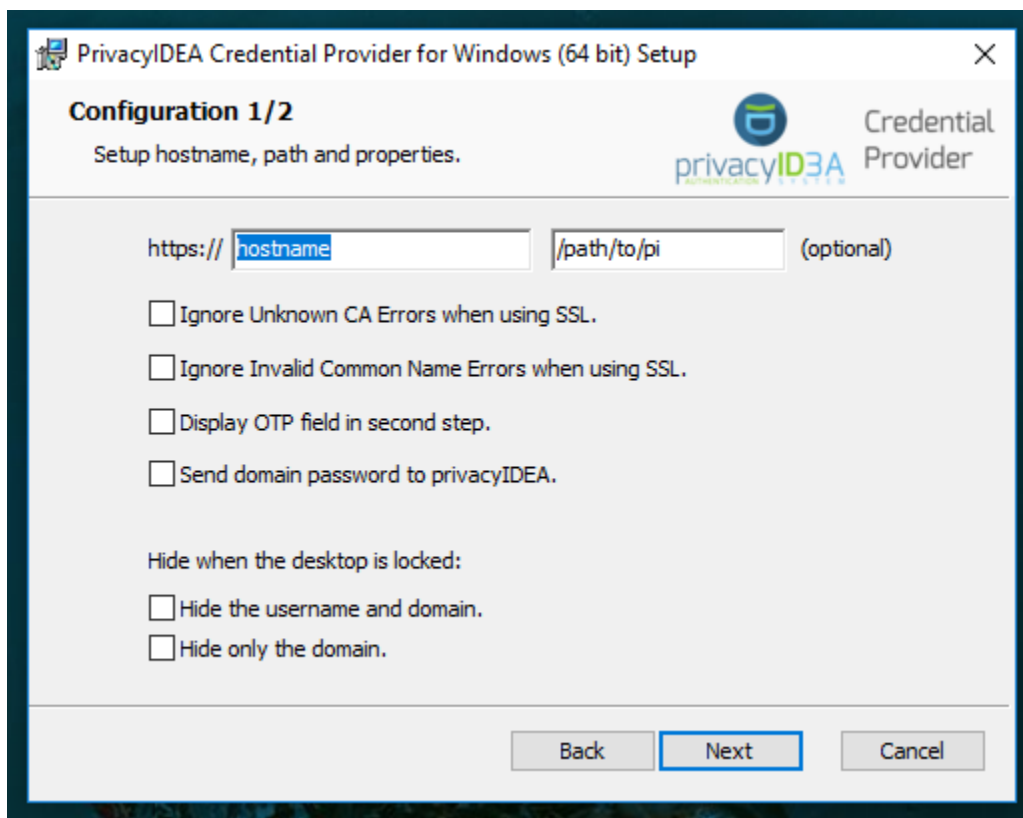 PrivacyIDEA Credential Provider for Windows (64 bit) Setup
Configuration 1/2
Setup hostname, path and properties.
privacyID3A
AUTHENTICATION SYSTEM
Credential
Provider
https:// hostname /path/to/pi (optional)
Ignore Unknown CA Errors when using SSL.
Ignore Invalid Common Name Errors when using SSL.
Display OTP field in second step.
Send domain password to privacyIDEA.
Hide when the desktop is locked:
Hide the username and domain.
Hide only the domain.
Back Next Cancel